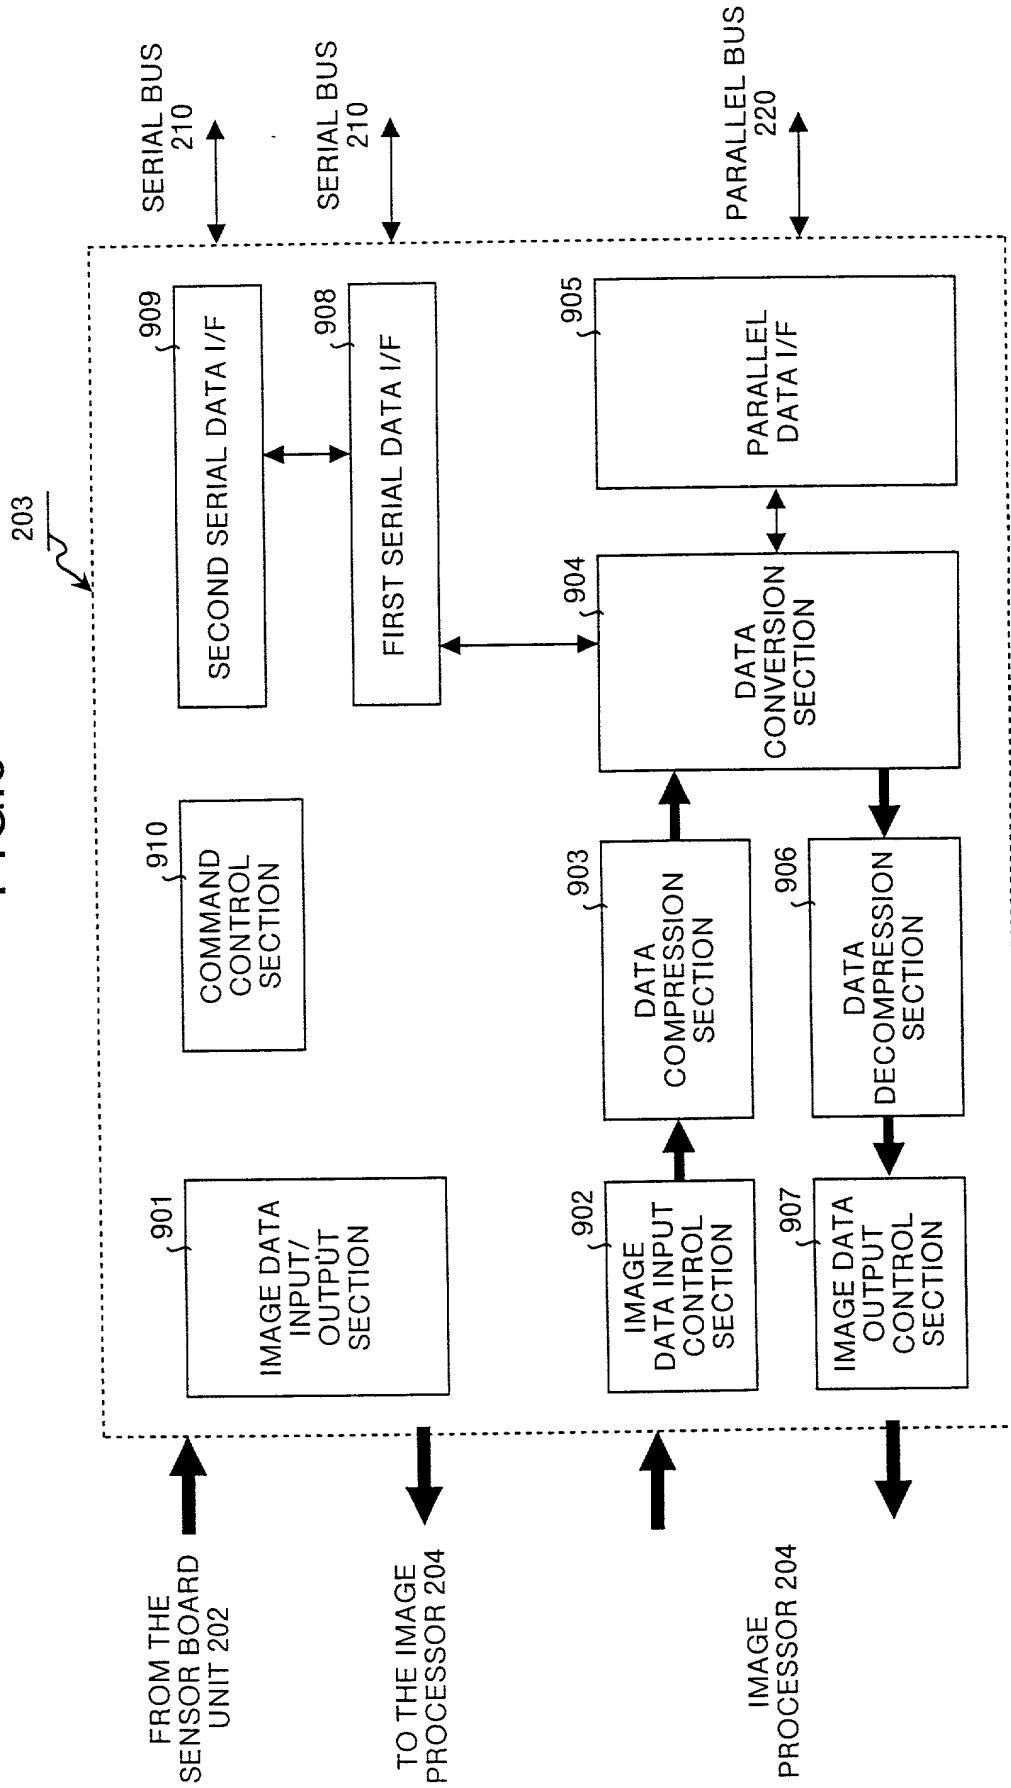 203
SERIAL BUS
210
SERIAL BUS
210
PARALLEL BUS
220
909
SECOND SERIAL DATA I/F
908
FIRST SERIAL DATA I/F
905
PARALLEL
DATA I/F
904
DATA
CONVERSION
SECTION
910
COMMAND
CONTROL
SECTION
903
DATA
COMPRESSION
SECTION
906
DATA
DECOMPRESSION
SECTION
901
IMAGE DATA
INPUT/
OUTPUT
SECTION
902
IMAGE
DATA INPUT
CONTROL
SECTION
907
IMAGE DATA
OUTPUT
CONTROL
SECTION
FROM THE
SENSOR BOARD
UNIT 202
TO THE IMAGE
PROCESSOR 204
IMAGE
PROCESSOR 204